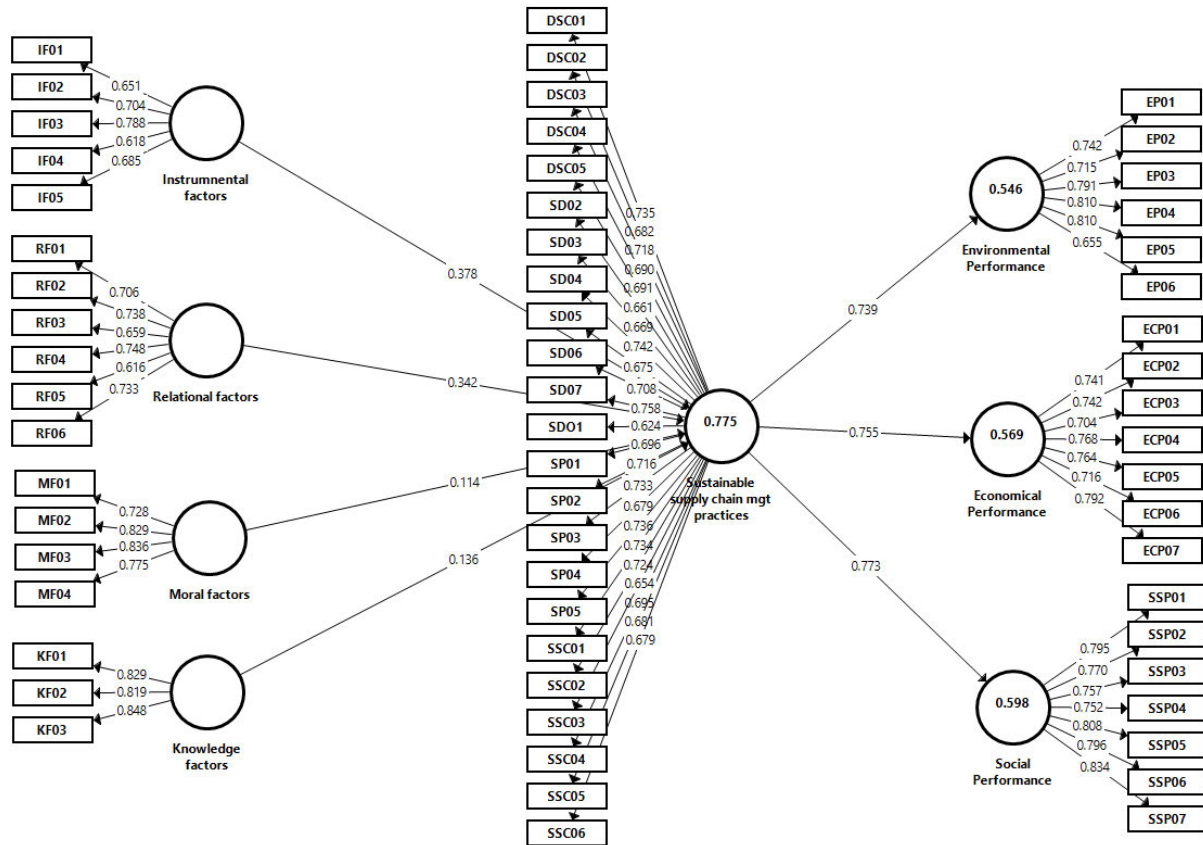 IF01
IF02
IF03
IF04
IF05
0.651
0.704
0.788
0.618
0.685
Instrumnental
factors
RF01
RF02
RF03
RF04
RF05
RF06
0.706
0.738
0.659
0.748
0.616
0.733
Relational factors
MF01
MF02
MF03
MF04
0.728
0.829
0.836
0.775
Moral factors
KF01
KF02
KF03
0.829
0.819
0.848
Knowledge
factors
0.378
0.342
0.114
0.136
DSC01
DSC02
DSC03
DSC04
DSC05
SD02
SD03
SD04
SD05
SD06
SD07
SDO1
SP01
SP02
SP03
SP04
SP05
SSC01
SSC02
SSC03
SSC04
SSC05
SSC06
0.735
0.682
0.718
0.690
0.691
0.661
0.669
0.742
0.675
0.708
0.758
0.624
0.696
0.716
0.733
0.679
0.736
0.734
0.724
0.654
0.695
0.681
0.679
0.775
Sustainable
supply chain mgt
practices
0.739
0.755
0.773
0.546
Environmental
Performance
0.742
0.715
0.791
0.810
0.810
0.655
EP01
EP02
EP03
EP04
EP05
EP06
0.569
Economical
Performance
0.741
0.742
0.704
0.768
0.764
0.716
0.792
ECP01
ECP02
ECP03
ECP04
ECP05
ECP06
ECP07
0.598
Social
Performance
0.795
0.770
0.757
0.752
0.808
0.796
0.834
SSP01
SSP02
SSP03
SSP04
SSP05
SSP06
SSP07